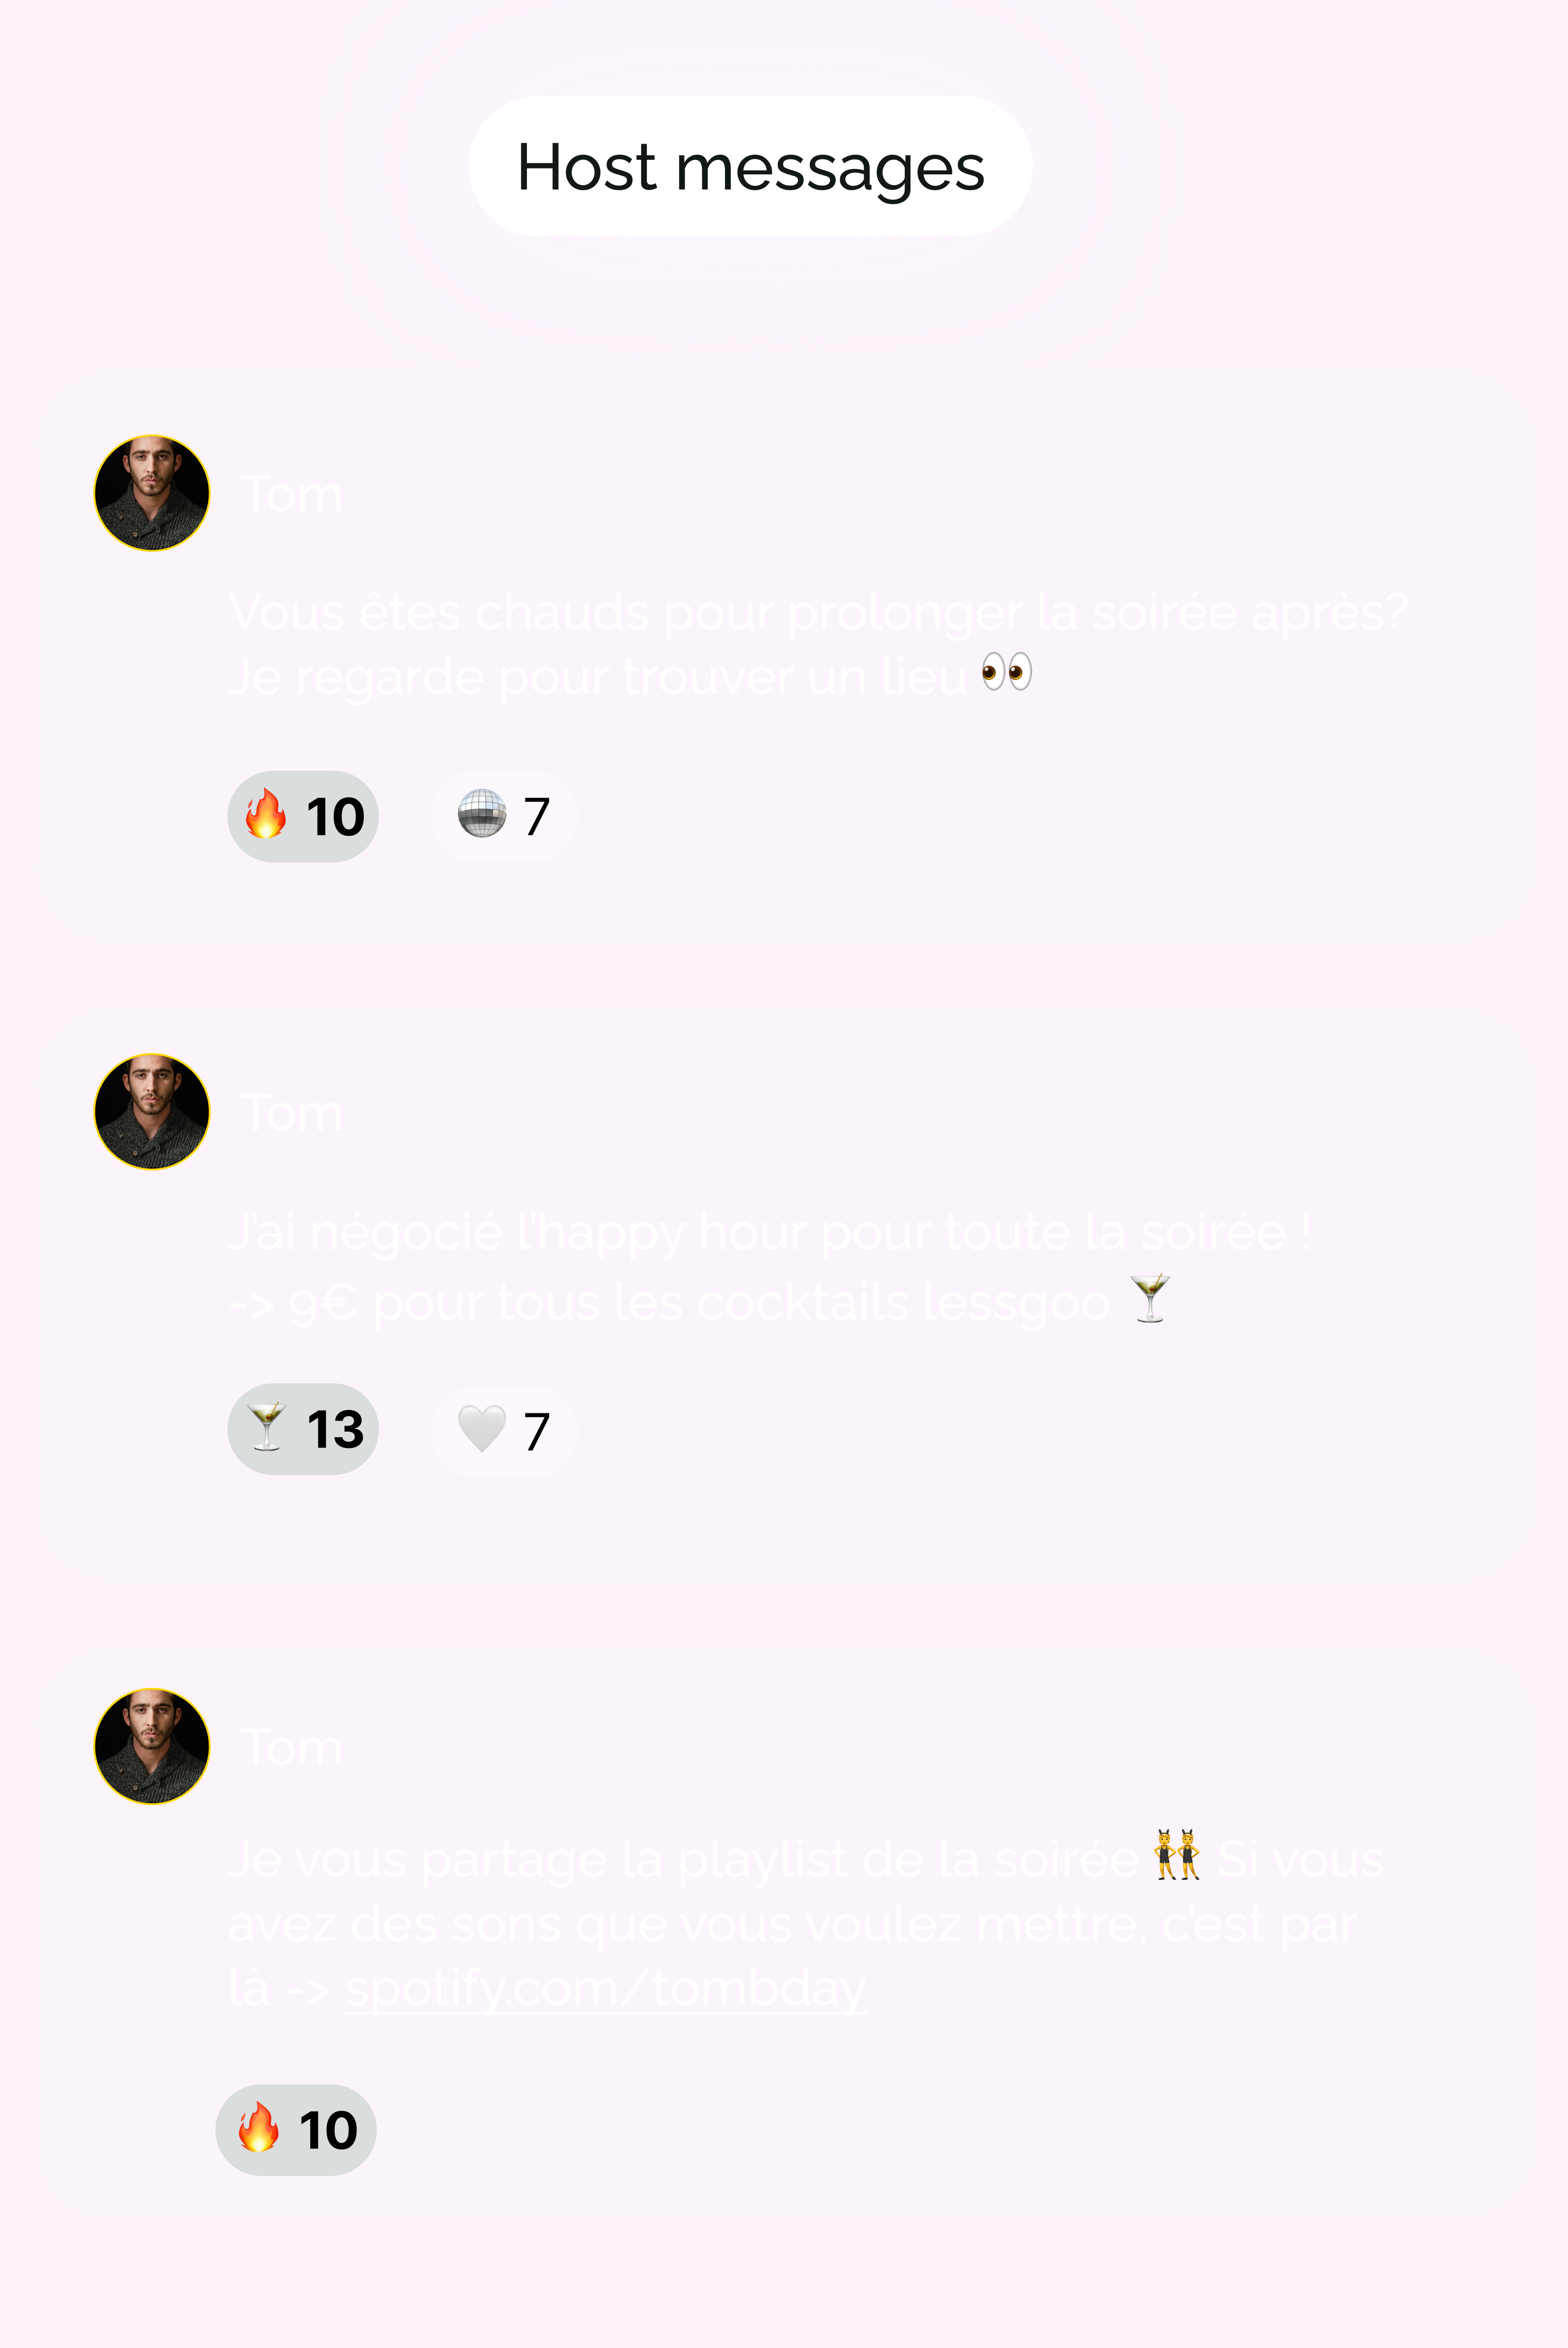 Host messages
Tom
Vous êtes chauds pour prolonger la soirée après?
Je regarde pour trouver un lieu 👀
🔥 10 🪩 7
Tom
J'ai négocié l'happy hour pour toute la soirée !
-> 9€ pour tous les cocktails lessgoo 🍸
🍸 13 🤍 7
Tom
Je vous partage la playlist de la soirée 👯 Si vous
avez des sons que vous voulez mettre, c'est par
là -> spotify.com/tombday
🔥 10